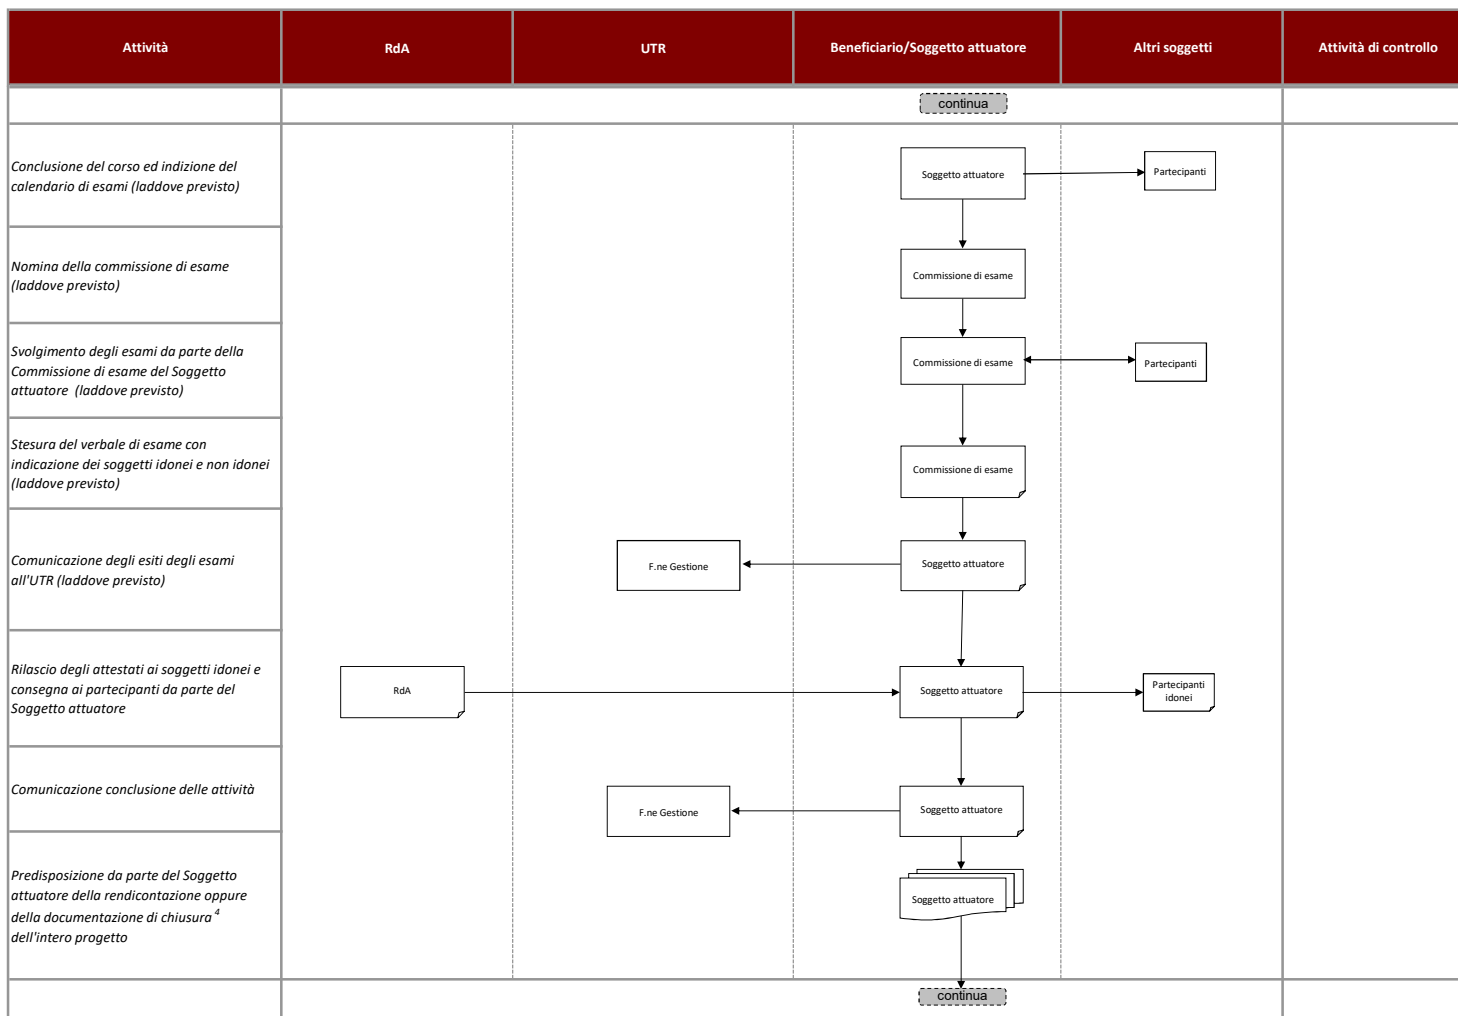 Attività
RdA
UTR
Beneficiario/Soggetto attuatore
Altri soggetti
Attività di controllo
continua
Conclusione del corso ed indizione del
calendario di esami (laddove previsto)
Soggetto attuatore
Partecipanti
Nomina della commissione di esame
(laddove previsto)
Commissione di esame
Svolgimento degli esami da parte della
Commissione di esame del Soggetto
attuatore (laddove previsto)
Commissione di esame
Partecipanti
Stesura del verbale di esame con
indicazione dei soggetti idonei e non idonei
(laddove previsto)
Commissione di esame
Comunicazione degli esiti degli esami
all'UTR (laddove previsto)
F.ne Gestione
Soggetto attuatore
Rilascio degli attestati ai soggetti idonei e
consegna ai partecipanti da parte del
Soggetto attuatore
RdA
Soggetto attuatore
Partecipanti
idonei
Comunicazione conclusione delle attività
F.ne Gestione
Soggetto attuatore
Predisposizione da parte del Soggetto
attuatore della rendicontazione oppure
della documentazione di chiusura 4
dell'intero progetto
Soggetto attuatore
continua